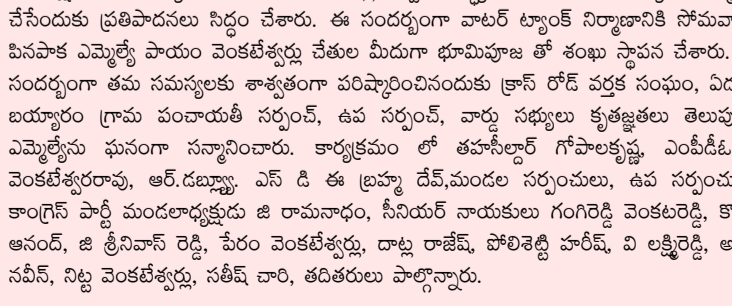 చేసేందుకు ప్రతిపాదనలు సిద్ధం చేశారు. ఈ సందర్భంగా వాటర్ ట్యాంక్ నిర్మాణానికి
పినపాక ఎమ్మెల్యే పాయం వెంకటేశ్వర్లు చేతుల మీదుగా భూమిపూజ తో శంఖు స్థాపన చేశారు.
సందర్భంగా తమ సమస్యలకు శాశ్వతంగా పరిష్కారించినందుకు క్రాస్ రోడ్ వర్తక సంఘం,
బయ్యారం గ్రామ పంచాయతీ సర్పంచ్, ఉప సర్పంచ్, వార్డు సభ్యులు కృతజ్ఞతలు
ఎమ్మెల్యేను ఘనంగా సన్మానించారు. కార్యక్రమం లో తహసీల్దార్ గోపాలకృష్ణ, ఎంపీడీఓ
వెంకటేశ్వరరావు, ఆర్.డబ్ల్యూ. ఎస్ డి ఈ బ్రహ్మ దేవ్,మండల సర్పంచులు, ఉప
కాంగ్రెస్ పార్టీ మండలాధ్యక్షుడు జి రామనాధం, సీనియర్ నాయకులు గంగిరెడ్డి వెంకటరెడ్డి,
ఆనంద్, జి శ్రీనివాస్ రెడ్డి, పేరం వెంకటేశ్వర్లు, దాట్ల రాజేష్, పోలిశెట్టి హరీష్, వి లక్ష్మిరెడ్డి,
నవీన్, నిట్ట వెంకటేశ్వర్లు, సతీష్ చారి, తదితరులు పాల్గొన్నారు.